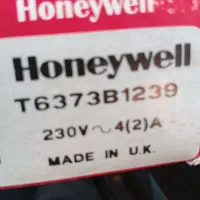 Honeywell
Honeywell
T6373B1239
230V ~ 4(2)A
MADE IN U.K.